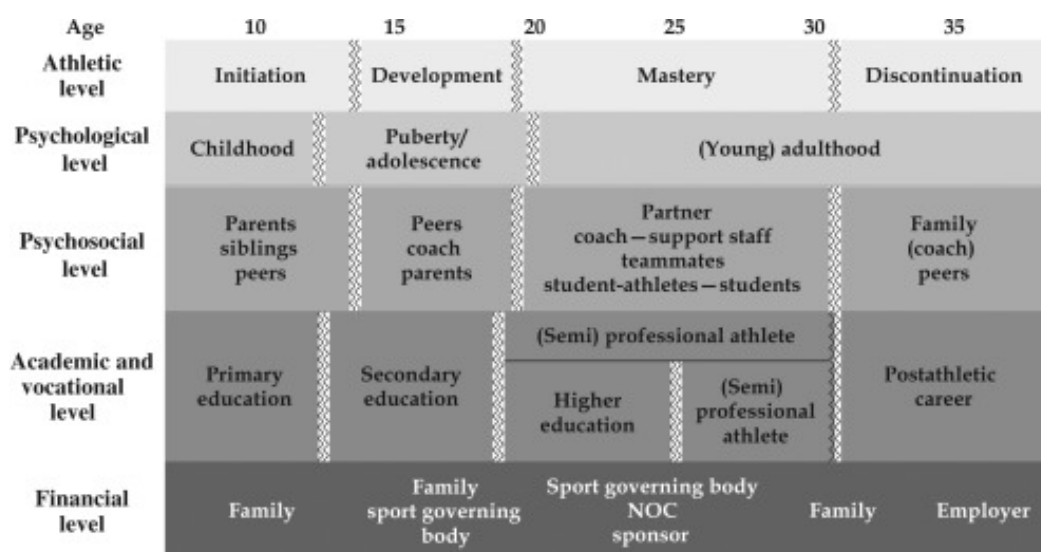 Age 10 15 20 25 30 35
Athletic
level
Initiation Development Mastery Discontinuation
Psychological
level
Childhood
Puberty/
adolescence
(Young) adulthood
Psychosocial
level
Parents
siblings
peers
Peers
coach
parents
Partner
coach—support staff
teammates
student-athletes—students
Family
(coach)
peers
Academic and
vocational
level
Primary
education
Secondary
education
(Semi) professional athlete
Higher
education
(Semi)
professional
athlete
Postathletic
career
Financial
level
Family
Family
sport governing
body
Sport governing body
NOC
sponsor
Family
Employer